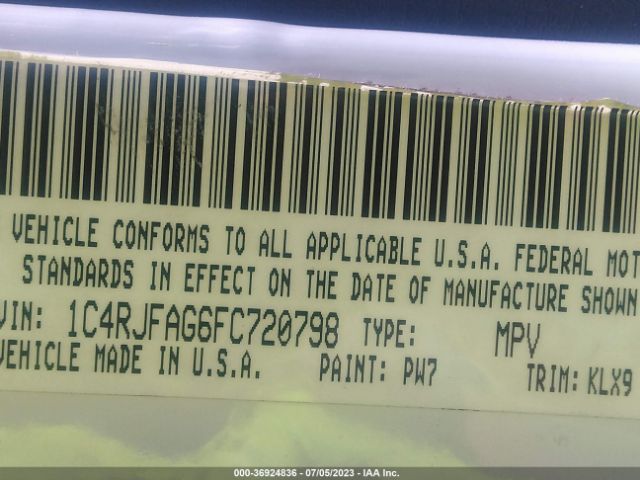 VEHICLE CONFORMS TO ALL APPLICABLE U.S.A. FEDERAL MOT
STANDARDS IN EFFECT ON THE DATE OF MANUFACTURE SHOWN
VIN: 1C4RJFAG6FC720798 TYPE: MPV
VEHICLE MADE IN U.S.A. PAINT: PW7 TRIM: KLX9
000-36924836 - 07/05/2023 - IAA Inc.